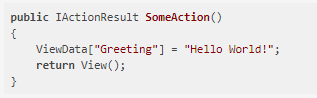 public IActionResult SomeAction()
{
    ViewData["Greeting"] = "Hello World!";
    return View();
}